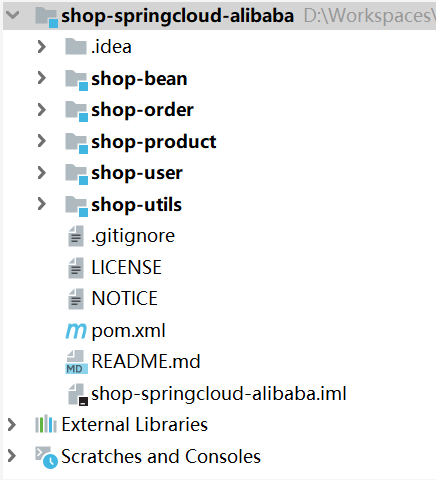 shop-springcloud-alibaba D:\Workspaces\
.idea
shop-bean
shop-order
shop-product
shop-user
shop-utils
.gitignore
LICENSE
NOTICE
m pom.xml
MD README.md
shop-springcloud-alibaba.iml
External Libraries
Scratches and Consoles